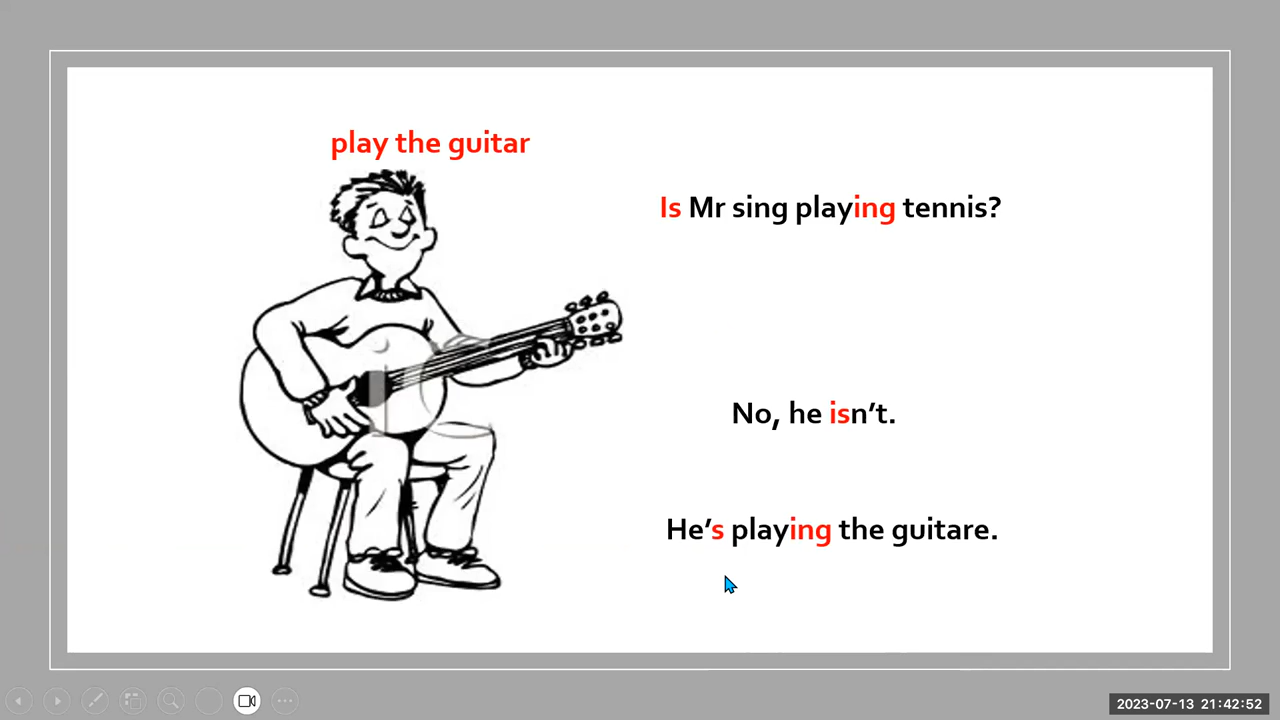 play the guitar
Is Mr sing playing tennis?
No, he isn’t.
He’s playing the guitare.
2023-07-13 21:42:52